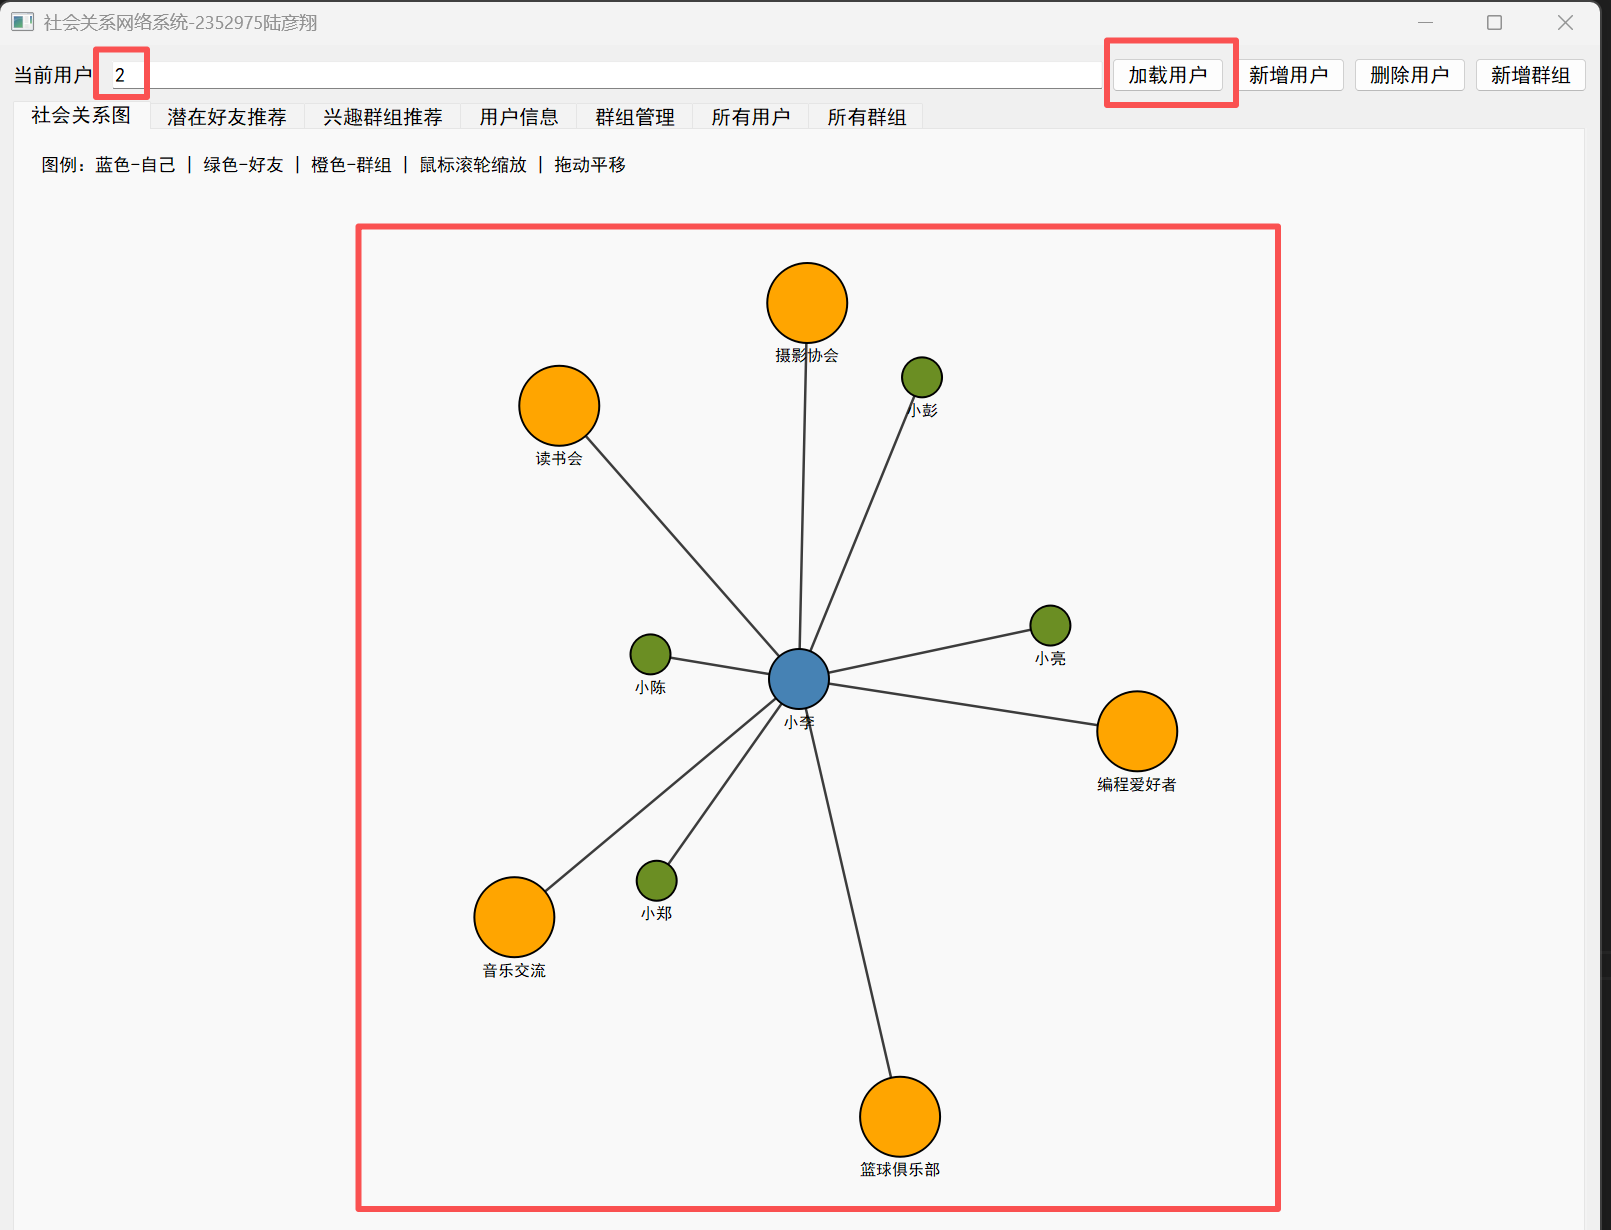 社会关系网络系统-2352975陆彦翔
当前用户 2 加载用户 新增用户 删除用户 新增群组
社会关系图 潜在好友推荐 兴趣群组推荐 用户信息 群组管理 所有用户 所有群组
图例：蓝色-自己 | 绿色-好友 | 橙色-群组 | 鼠标滚轮缩放 | 拖动平移
摄影协会
小彭
读书会
小亮
小陈
小李
编程爱好者
小郑
音乐交流
篮球俱乐部